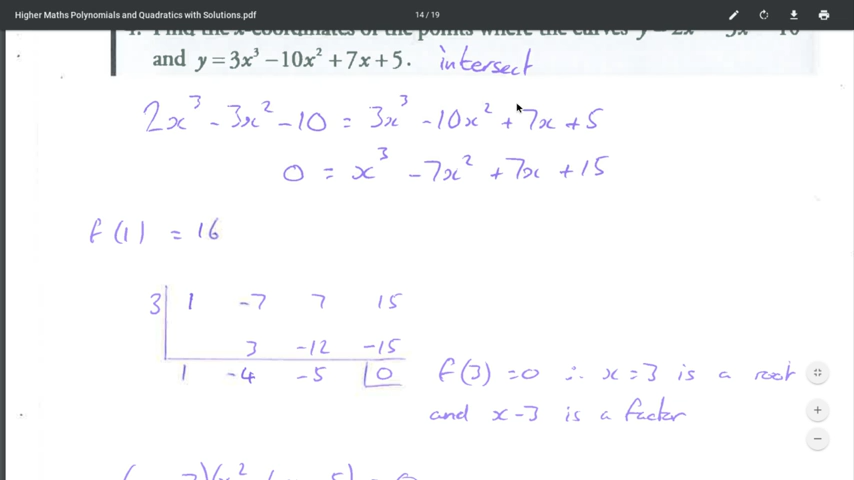 Higher Maths Polynomials and Quadratics with Solutions.pdf 14 / 19
and y = 3x³ − 10x² + 7x + 5. intersect
2x³ - 3x² - 10 = 3x³ - 10x² + 7x + 5
0 = x³ - 7x² + 7x + 15
f(1) = 16
3 | 1 -7 7 15
3 -12 -15
1 -4 -5 | 0 f(3) = 0 ∴ x = 3 is a root
and x - 3 is a factor